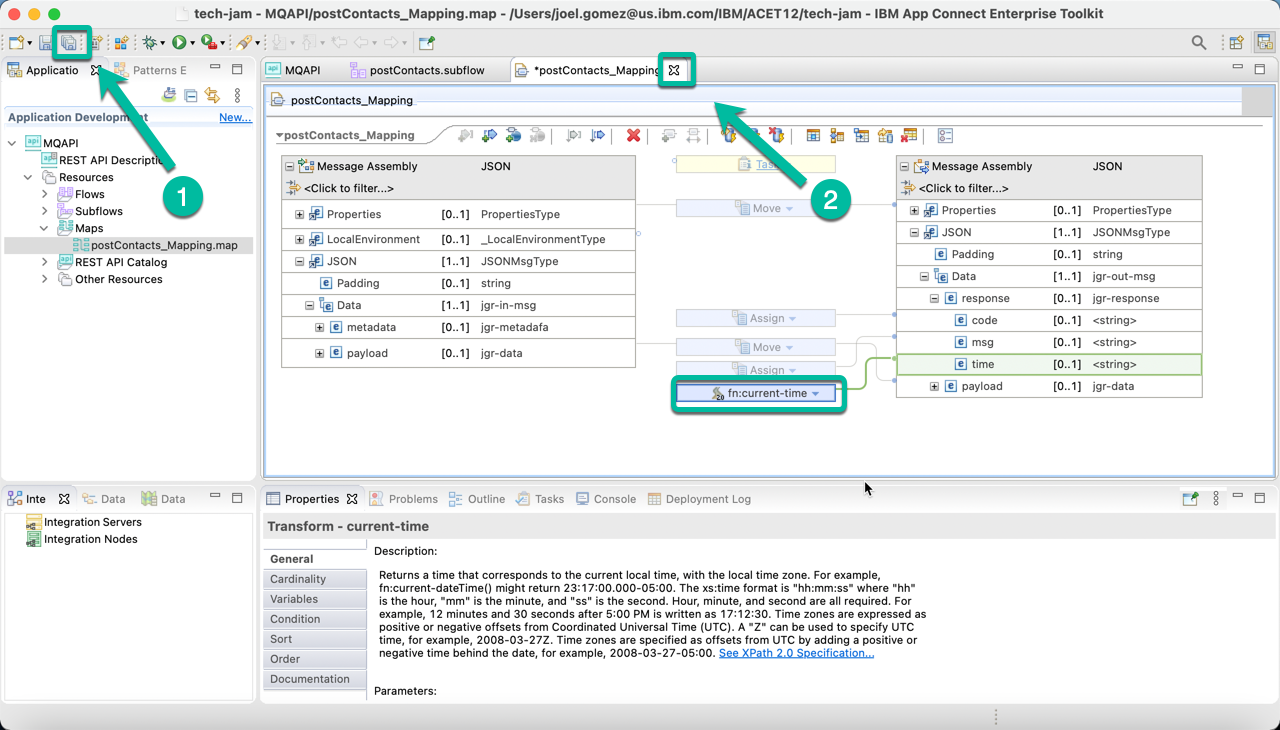 tech-jam - MQAPI/postContacts_Mapping.map - /Users/joel.gomez@us.ibm.com/IBM/ACET12/tech-jam - IBM App Connect Enterprise Toolkit
Applicatio
Patterns E
MQAPI
postContacts.subflow
*postContacts_Mapping
Application Development
New...
MQAPI
REST API Descriptio
Resources
Flows
Subflows
Maps
postContacts_Mapping.map
REST API Catalog
Other Resources
1
2
postContacts_Mapping
postContacts_Mapping
Message Assembly JSON
<Click to filter...>
Properties [0..1] PropertiesType
LocalEnvironment [0..1] _LocalEnvironmentType
JSON [1..1] JSONMsgType
Padding [0..1] string
Data [1..1] jgr-in-msg
metadata [0..1] jgr-metadafa
payload [0..1] jgr-data
Move
Assign
Move
Assign
fn:current-time
Message Assembly JSON
<Click to filter...>
Properties [0..1] PropertiesType
JSON [1..1] JSONMsgType
Padding [0..1] string
Data [1..1] jgr-out-msg
response [0..1] jgr-response
code [0..1] <string>
msg [0..1] <string>
time [0..1] <string>
payload [0..1] jgr-data
Inte
Data
Data
Integration Servers
Integration Nodes
Properties
Problems
Outline
Tasks
Console
Deployment Log
Transform - current-time
General
Cardinality
Variables
Condition
Sort
Order
Documentation
Description:
Returns a time that corresponds to the current local time, with the local time zone. For example,
fn:current-dateTime() might return 23:17:00.000-05:00. The xs:time format is "hh:mm:ss" where "hh"
is the hour, "mm" is the minute, and "ss" is the second. Hour, minute, and second are all required. For
example, 12 minutes and 30 seconds after 5:00 PM is written as 17:12:30. Time zones are expressed as
positive or negative offsets from Coordinated Universal Time (UTC). A "Z" can be used to specify UTC
time, for example, 2008-03-27Z. Time zones are specified as offsets from UTC by adding a positive or
negative time behind the date, for example, 2008-03-27-05:00. See XPath 2.0 Specification...
Parameters: